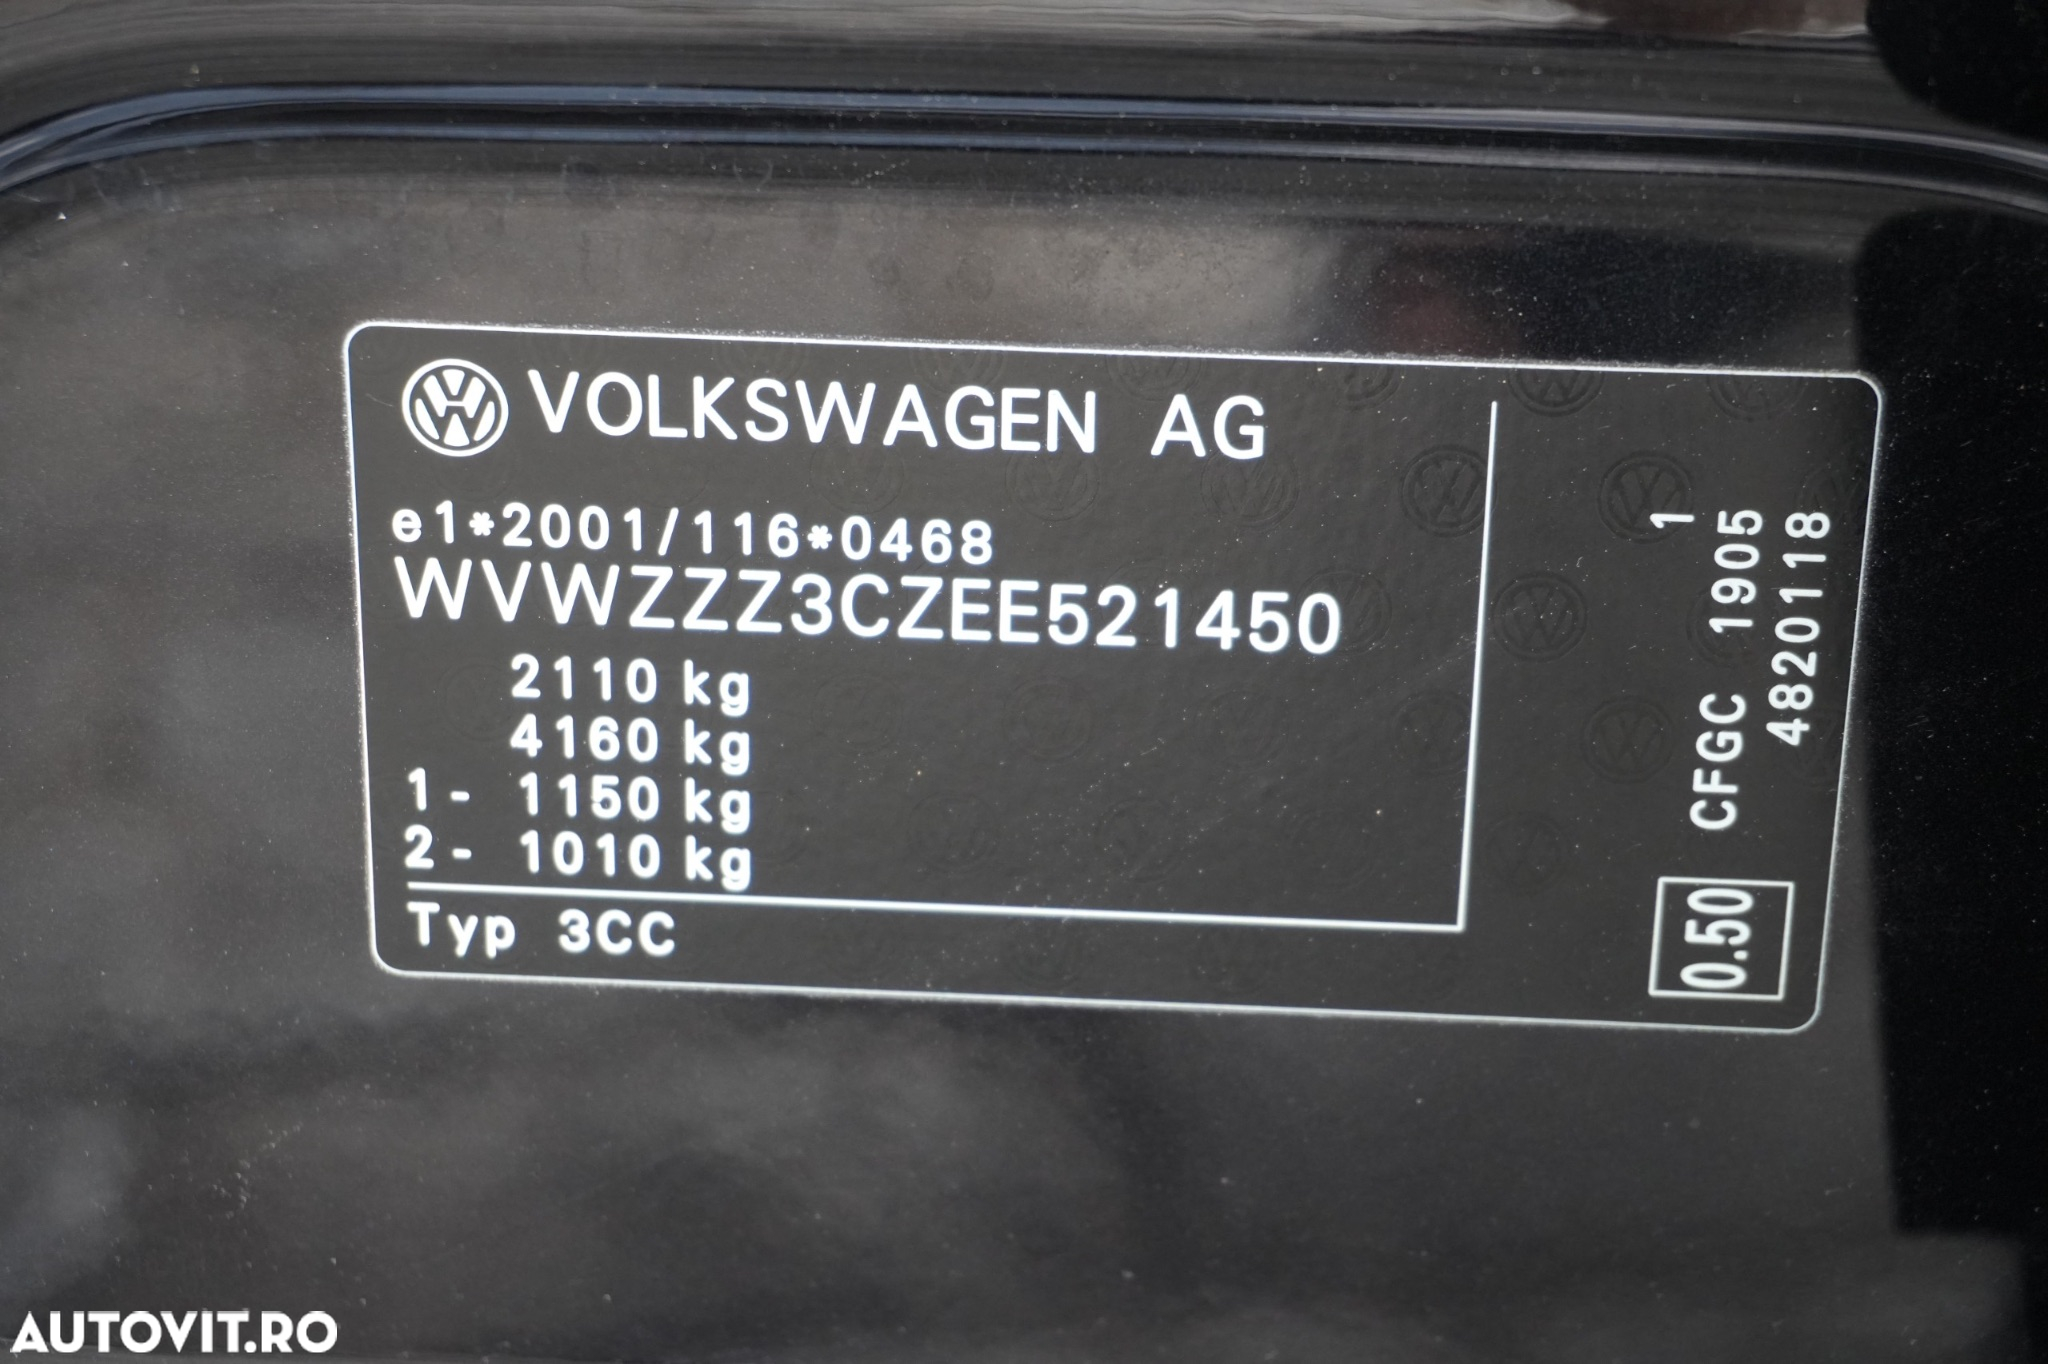 VOLKSWAGEN AG
e1*2001/116*0468
WVWZZZ3CZEE521450
2110 kg
4160 kg
1- 1150 kg
2- 1010 kg
Typ 3CC
1
0.50 CFGC 1905
4820118
AUTOVIT.RO